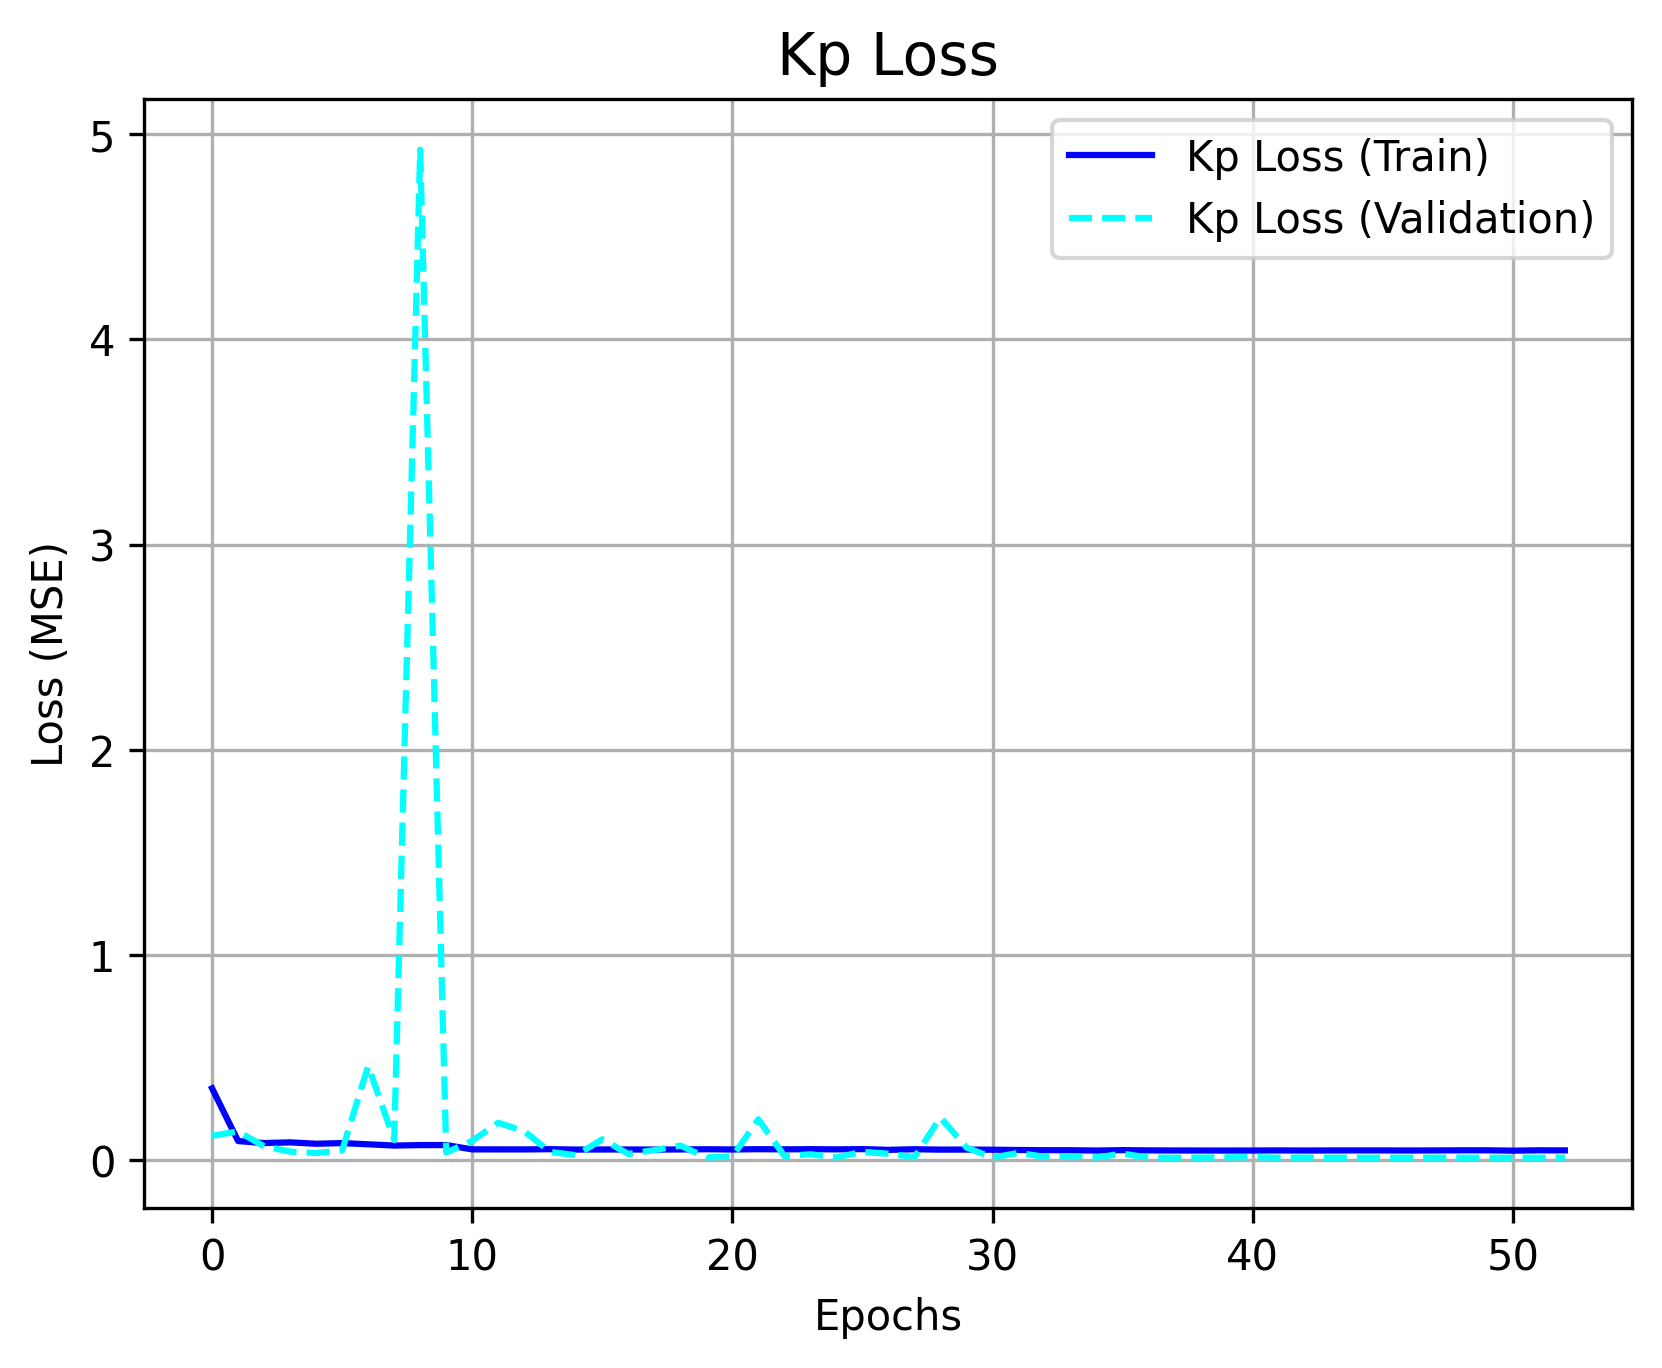 Kp Loss
Kp Loss (Train)
Kp Loss (Validation)
5
4
3
2
1
0
Loss (MSE)
0 10 20 30 40 50
Epochs